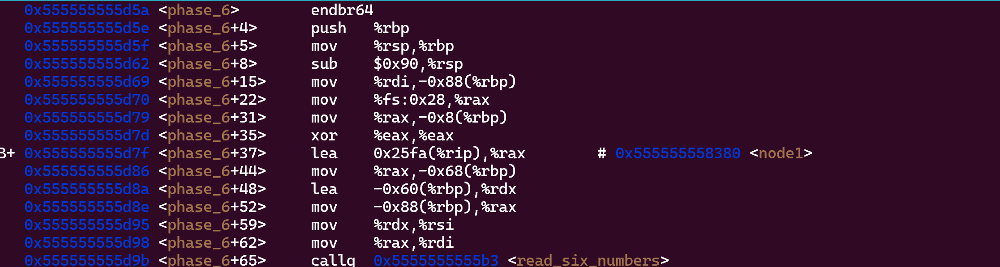 0x555555555d5a <phase_6> endbr64
0x555555555d5e <phase_6+4> push %rbp
0x555555555d5f <phase_6+5> mov %rsp,%rbp
0x555555555d62 <phase_6+8> sub $0x90,%rsp
0x555555555d69 <phase_6+15> mov %rdi,-0x88(%rbp)
0x555555555d70 <phase_6+22> mov %fs:0x28,%rax
0x555555555d79 <phase_6+31> mov %rax,-0x8(%rbp)
0x555555555d7d <phase_6+35> xor %eax,%eax
B+ 0x555555555d7f <phase_6+37> lea 0x25fa(%rip),%rax # 0x555555558380 <node1>
0x555555555d86 <phase_6+44> mov %rax,-0x68(%rbp)
0x555555555d8a <phase_6+48> lea -0x60(%rbp),%rdx
0x555555555d8e <phase_6+52> mov -0x88(%rbp),%rax
0x555555555d95 <phase_6+59> mov %rdx,%rsi
0x555555555d98 <phase_6+62> mov %rax,%rdi
0x555555555d9b <phase_6+65> callq 0x5555555555b3 <read_six_numbers>